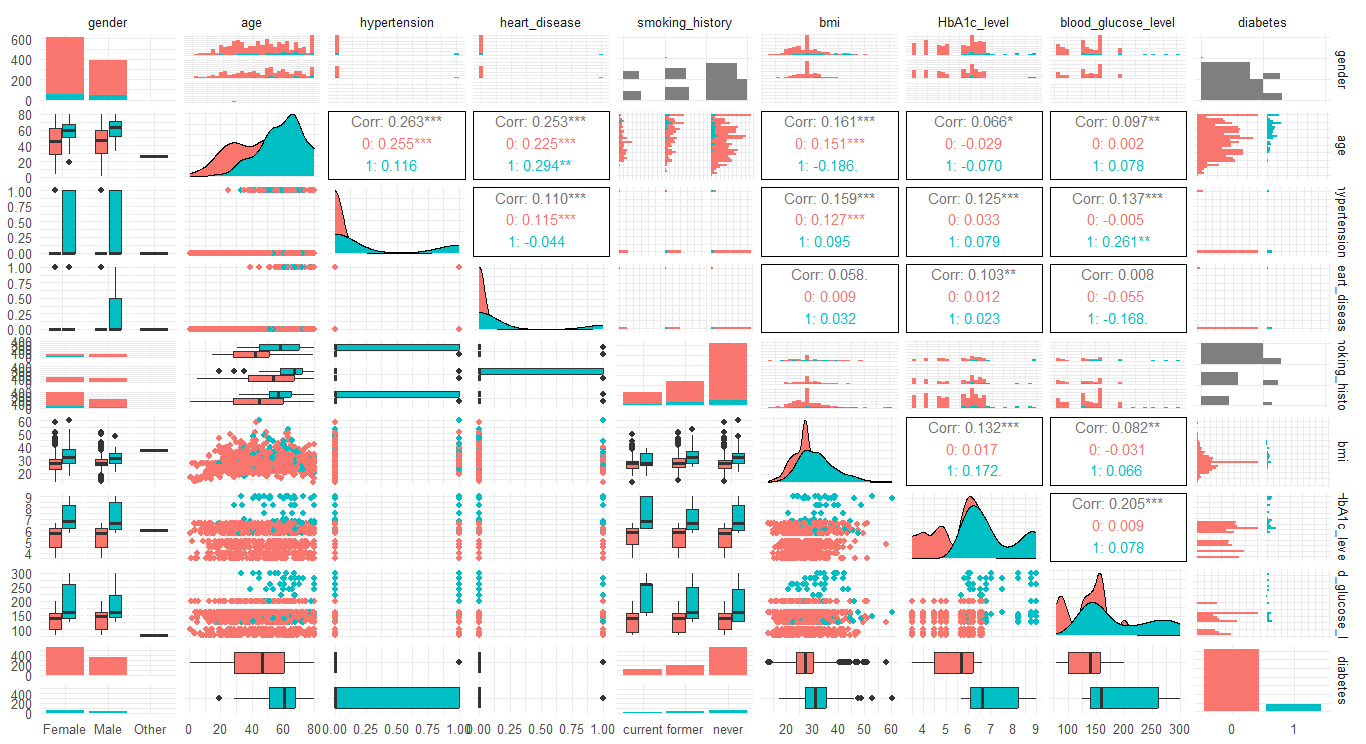 gender age hypertension heart_disease smoking_history bmi HbA1c_level blood_glucose_level diabetes
600
400
200
0
gender
80
60
40
20
0
Corr: 0.263***
0: 0.255***
1: 0.116
Corr: 0.253***
0: 0.225***
1: 0.294**
Corr: 0.161***
0: 0.151***
1: -0.186.
Corr: 0.066*
0: -0.029
1: -0.070
Corr: 0.097**
0: 0.002
1: 0.078
age
1.00
0.75
0.50
0.25
0.00
Corr: 0.110***
0: 0.115***
1: -0.044
Corr: 0.159***
0: 0.127***
1: 0.095
Corr: 0.125***
0: 0.033
1: 0.079
Corr: 0.137***
0: -0.005
1: 0.261**
hypertension
1.00
0.75
0.50
0.25
0.00
Corr: 0.058.
0: 0.009
1: 0.032
Corr: 0.103**
0: 0.012
1: 0.023
Corr: 0.008
0: -0.055
1: -0.168.
eart_diseas
oking_histo
60
50
40
30
20
Corr: 0.132***
0: 0.017
1: 0.172.
Corr: 0.082**
0: -0.031
1: 0.066
bmi
9
8
7
6
5
4
Corr: 0.205***
0: 0.009
1: 0.078
HbA1c_leve
300
250
200
150
100
d_glucose_l
400
200
0
400
200
0
diabetes
Female Male Other 0 20 40 60 80 0.00 0.25 0.50 0.75 1.00 0.00 0.25 0.50 0.75 1.00 current former never 20 30 40 50 60 4 5 6 7 8 9 100 150 200 250 300 0 1